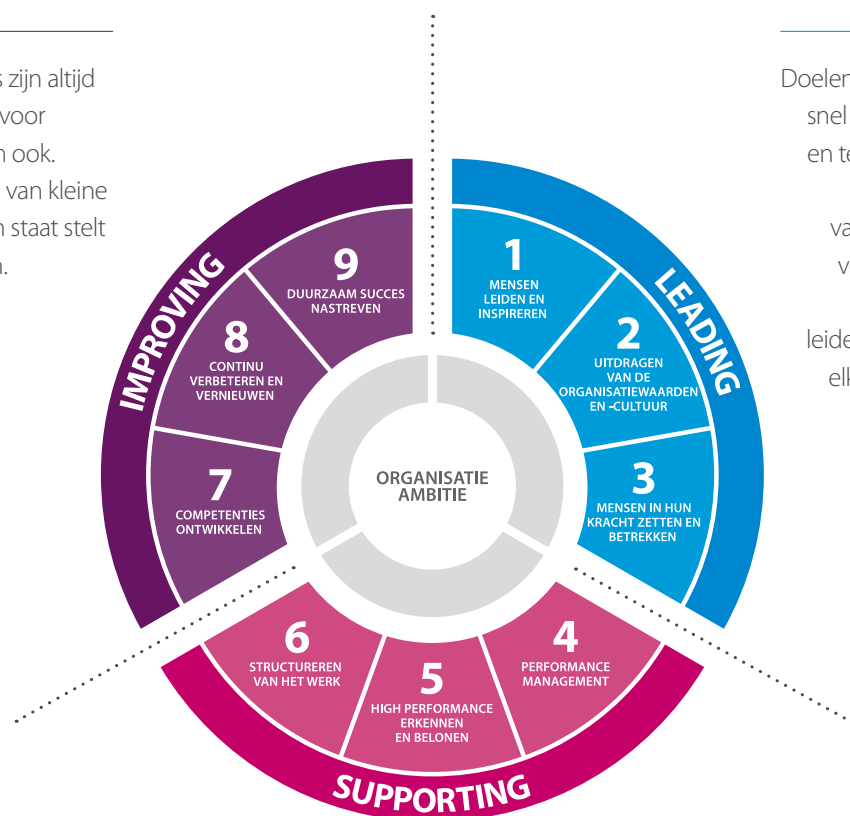 s zijn altijd
voor
n ook.
van kleine
n staat stelt
n.
Doelen
snel
en te
va
v
leide
elk
LEADING
1
MENSEN
LEIDEN EN
INSPIREREN
2
UITDRAGEN
VAN DE
ORGANISATIEWAARDEN
EN -CULTUUR
3
MENSEN IN HUN
KRACHT ZETTEN EN
BETREKKEN
SUPPORTING
4
PERFORMANCE
MANAGEMENT
5
HIGH PERFORMANCE
ERKENNEN
EN BELONEN
6
STRUCTUREREN
VAN HET WERK
IMPROVING
7
COMPETENTIES
ONTWIKKELEN
8
CONTINU
VERBETEREN EN
VERNIEUWEN
9
DUURZAAM SUCCES
NASTREVEN
ORGANISATIE
AMBITIE